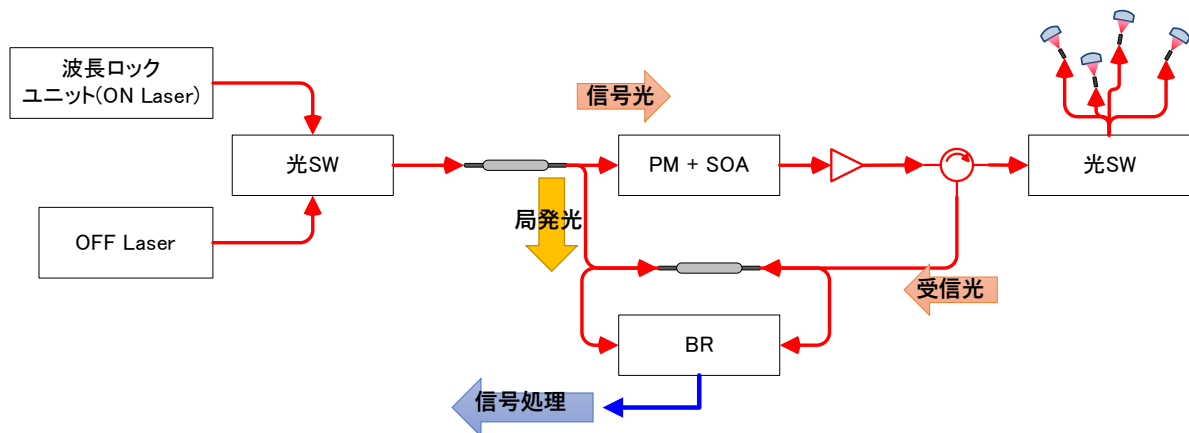 波長ロック
ユニット(ON Laser)
信号光
光SW
PM + SOA
光SW
局発光
OFF Laser
受信光
BR
信号処理